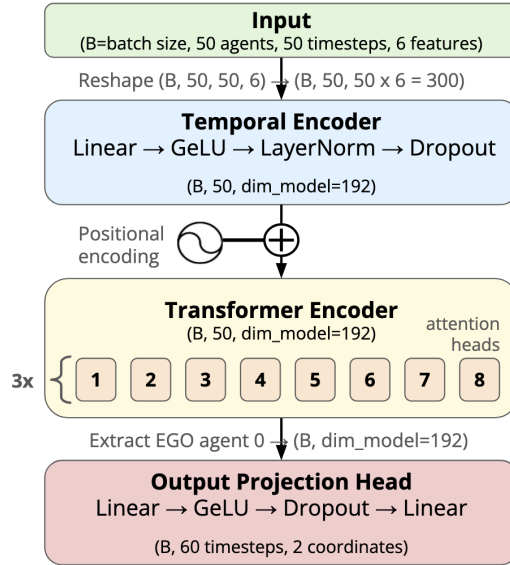 Input
(B=batch size, 50 agents, 50 timesteps, 6 features)
Reshape (B, 50, 50, 6) → (B, 50, 50 x 6 = 300)
Temporal Encoder
Linear → GeLU → LayerNorm → Dropout
(B, 50, dim_model=192)
Positional
encoding
Transformer Encoder
(B, 50, dim_model=192)
attention
heads
3x 1 2 3 4 5 6 7 8
Extract EGO agent 0 → (B, dim_model=192)
Output Projection Head
Linear → GeLU → Dropout → Linear
(B, 60 timesteps, 2 coordinates)